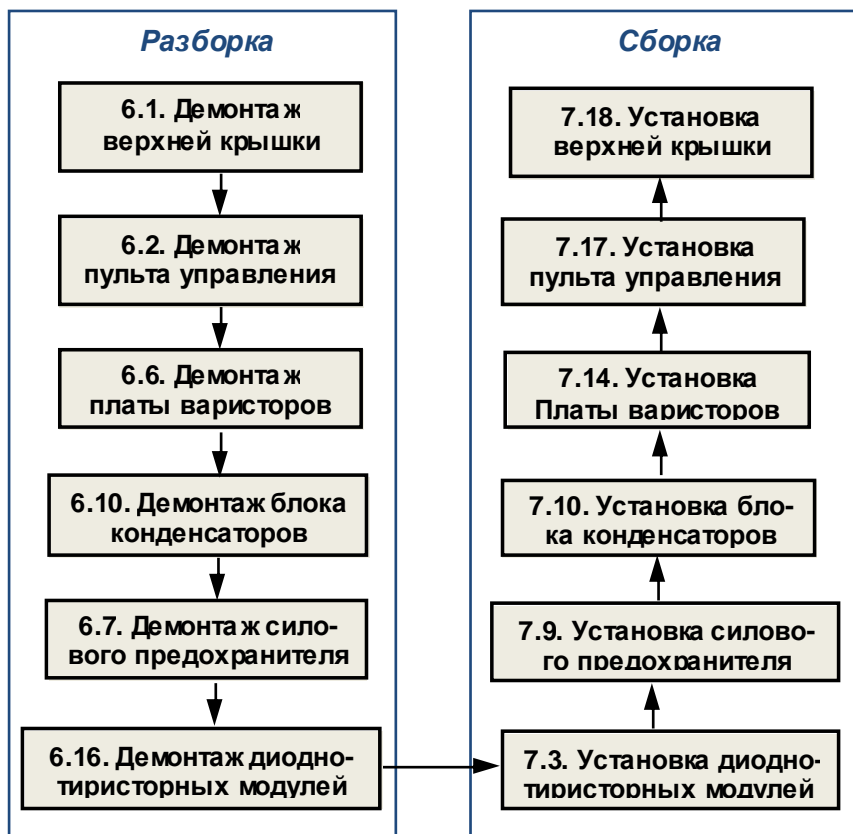 Разборка
6.1. Демонтаж
верхней крышки
6.2. Демонтаж
пульта управления
6.6. Демонтаж
платы варисторов
6.10. Демонтаж блока
конденсаторов
6.7. Демонтаж сило-
вого предохранителя
6.16. Демонтаж диодно-
тиристорных модулей
Сборка
7.18. Установка
верхней крышки
7.17. Установка
пульта управления
7.14. Установка
Платы варисторов
7.10. Установка бло-
ка конденсаторов
7.9. Установка силово-
го предохранителя
7.3. Установка диодно-
тиристорных модулей